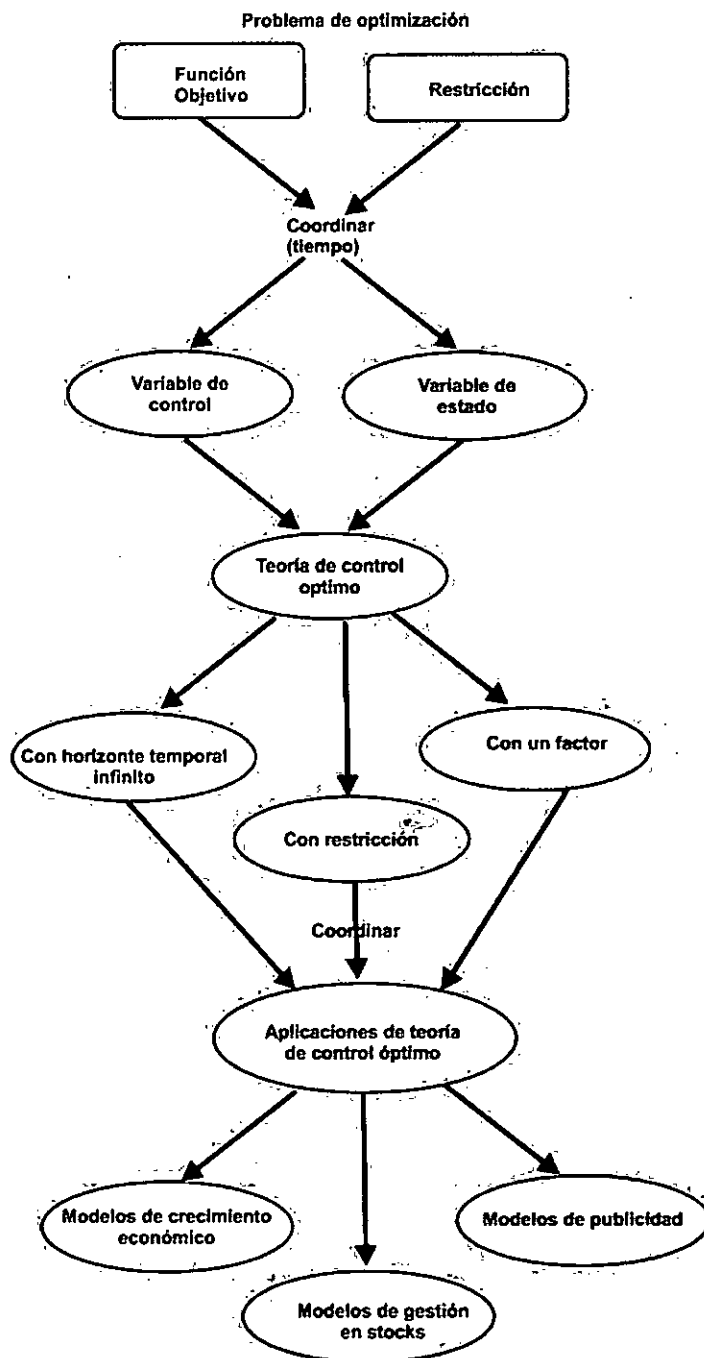 Problema de optimización
Función
Objetivo
Restricción
Coordinar
(tiempo)
Variable de
control
Variable de
estado
Teoría de control
optimo
Con horizonte temporal
infinito
Con un factor
Con restricción
Coordinar
Aplicaciones de teoría
de control óptimo
Modelos de crecimiento
económico
Modelos de publicidad
Modelos de gestión
en stocks